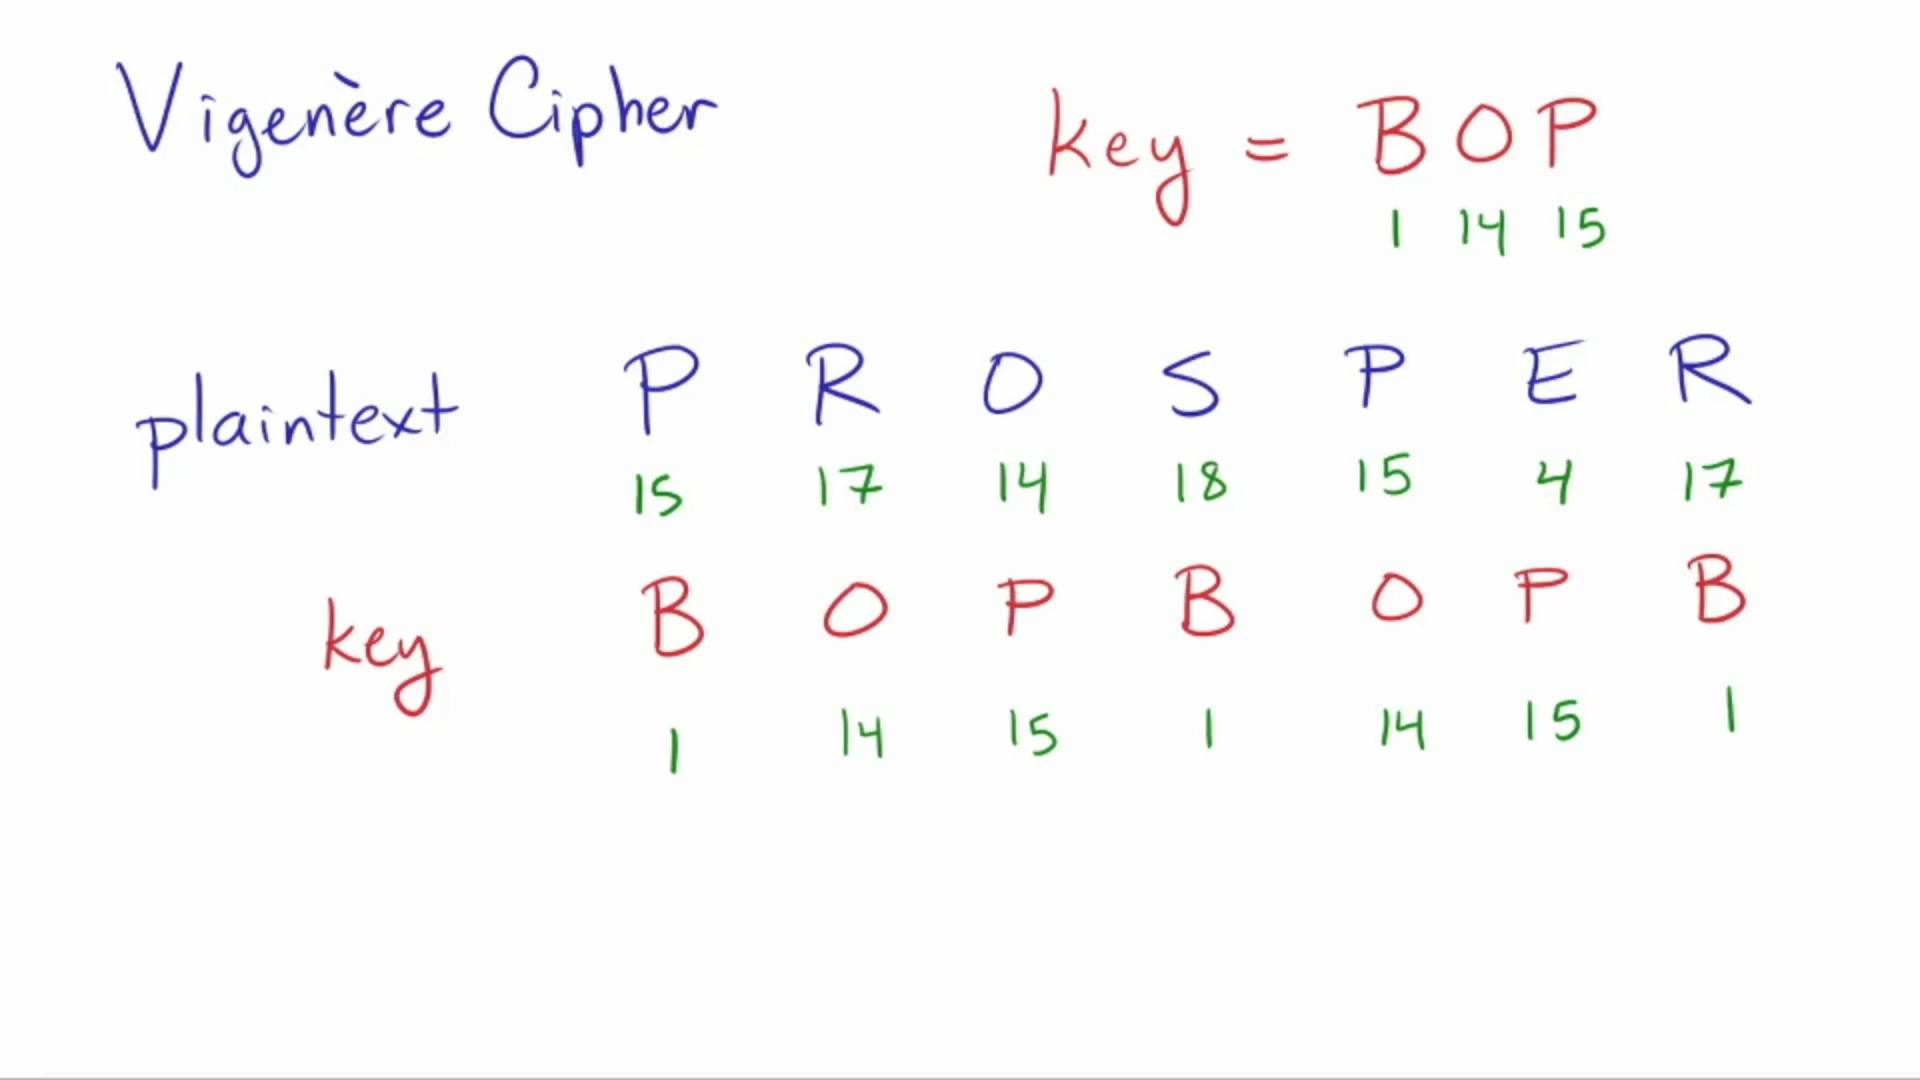 Vigenère Cipher
key = BOP
1 14 15
plaintext P R O S P E R
15 17 14 18 15 4 17
key B O P B O P B
1 14 15 1 14 15 1